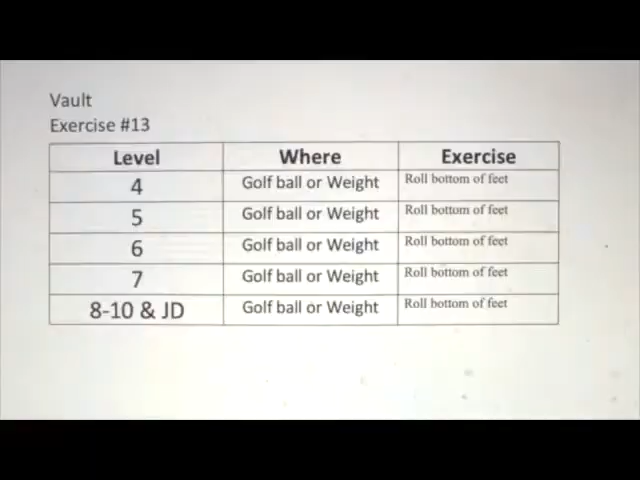 Vault
Exercise #13
Level Where Exercise
4 Golf ball or Weight Roll bottom of feet
5 Golf ball or Weight Roll bottom of feet
6 Golf ball or Weight Roll bottom of feet
7 Golf ball or Weight Roll bottom of feet
8-10 & JD Golf ball or Weight Roll bottom of feet